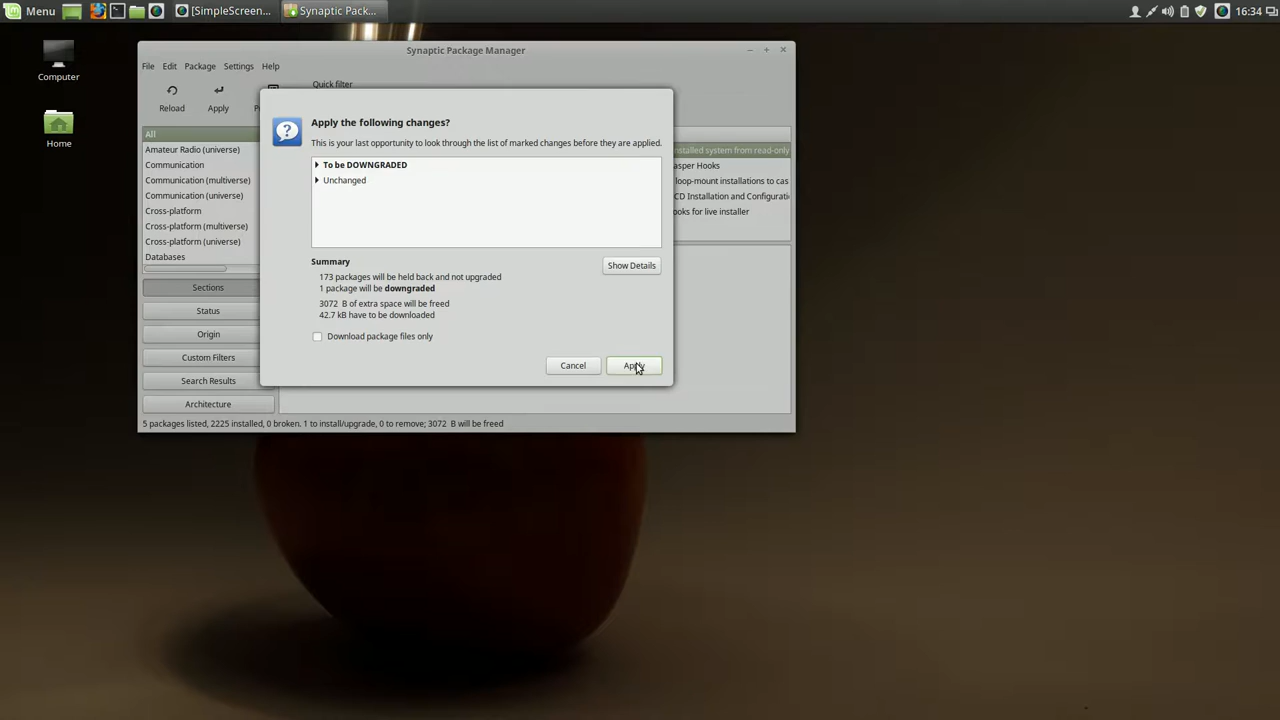 Menu
[SimpleScreen...
Synaptic Pack...
16:34
Computer
Home
Synaptic Package Manager
File Edit Package Settings Help
Quick filter
Reload
Apply
All
Amateur Radio (universe)
Communication
Communication (multiverse)
Communication (universe)
Cross-platform
Cross-platform (multiverse)
Cross-platform (universe)
Databases
Sections
Status
Origin
Custom Filters
Search Results
Architecture
Apply the following changes?
This is your last opportunity to look through the list of marked changes before they are applied.
To be DOWNGRADED
Unchanged
Summary
Show Details
173 packages will be held back and not upgraded
1 package will be downgraded
3072 B of extra space will be freed
42.7 kB have to be downloaded
Download package files only
Cancel
Apply
system from read-only
Hooks
loop-mount installations to cas
CD Installation and Configurati
for live installer
5 packages listed, 2225 installed, 0 broken. 1 to install/upgrade, 0 to remove; 3072 B will be freed